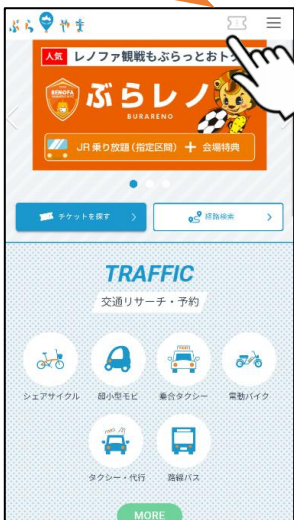 ぶらやま
人気 レノファ観戦もぶらっとおト
RENOFA
ぶらレノ
BURARENO
JR乗り放題(指定区間) + 会場特典
チケットを探す
経路検索
TRAFFIC
交通リサーチ・予約
TAXI
シェアサイクル 超小型モビ 乗合タクシー 電動バイク
タクシー・代行 路線バス
MORE